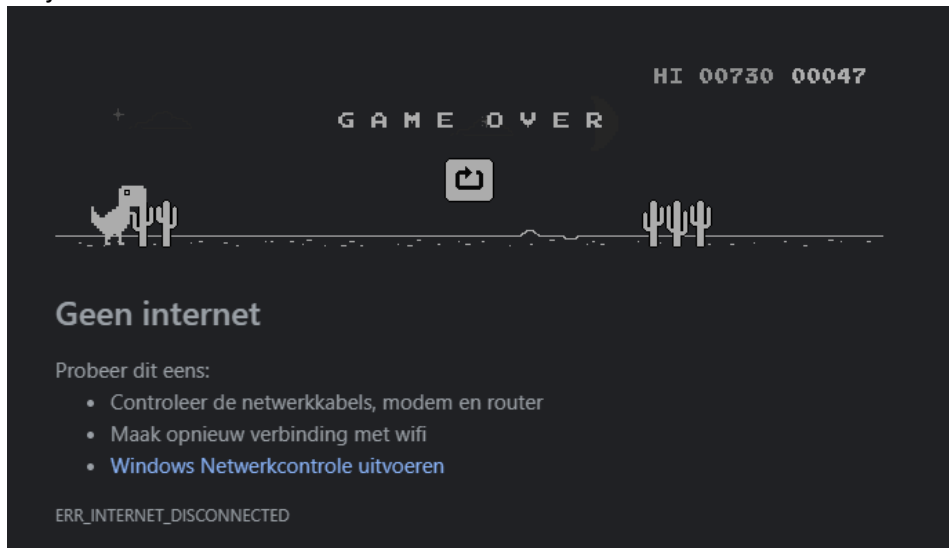 HI 00730 00047
GAME OVER
Geen internet
Probeer dit eens:
• Controleer de netwerkkabels, modem en router
• Maak opnieuw verbinding met wifi
• Windows Netwerkcontrole uitvoeren
ERR_INTERNET_DISCONNECTED